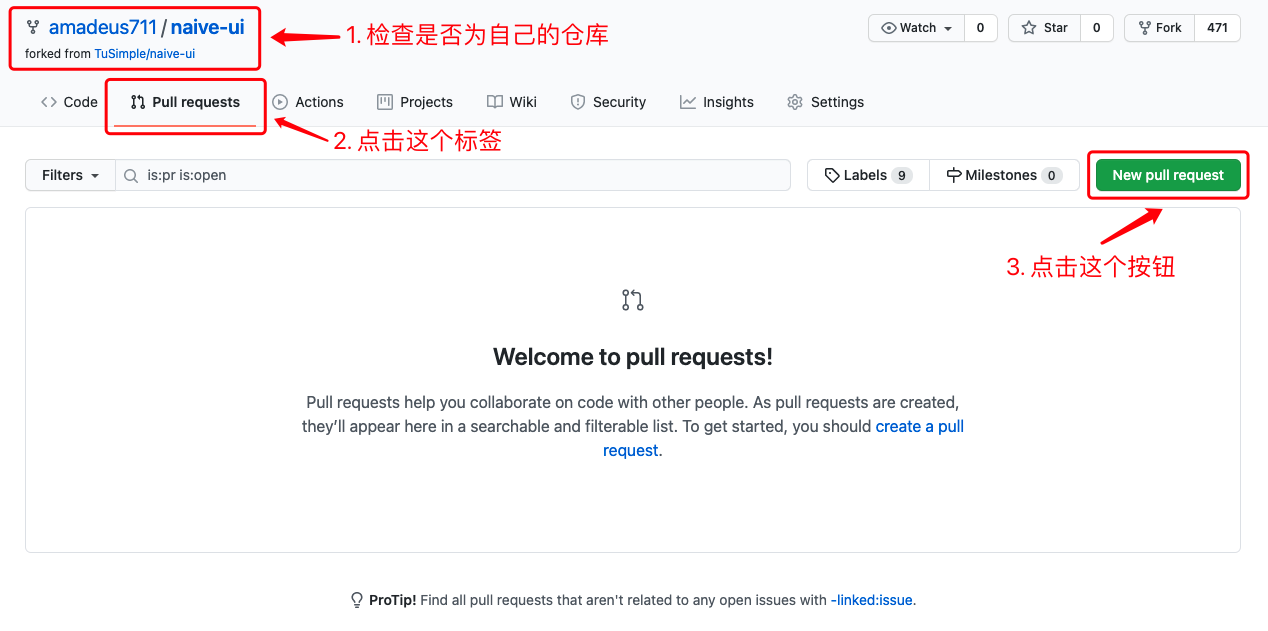 amadeus711 / naive-ui
forked from TuSimple/naive-ui
1. 检查是否为自己的仓库
Watch 0 Star 0 Fork 471
Code Pull requests Actions Projects Wiki Security Insights Settings
2. 点击这个标签
Filters is:pr is:open Labels 9 Milestones 0 New pull request
3. 点击这个按钮
Welcome to pull requests!
Pull requests help you collaborate on code with other people. As pull requests are created,
they’ll appear here in a searchable and filterable list. To get started, you should create a pull
request.
ProTip! Find all pull requests that aren't related to any open issues with -linked:issue.